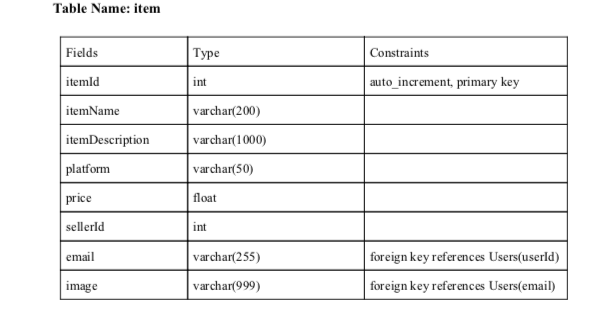 Table Name: item
Fields Type Constraints
itemId int auto_increment, primary key
itemName varchar(200)
itemDescription varchar(1000)
platform varchar(50)
price float
sellerId int
email varchar(255) foreign key references Users(userId)
image varchar(999) foreign key references Users(email)